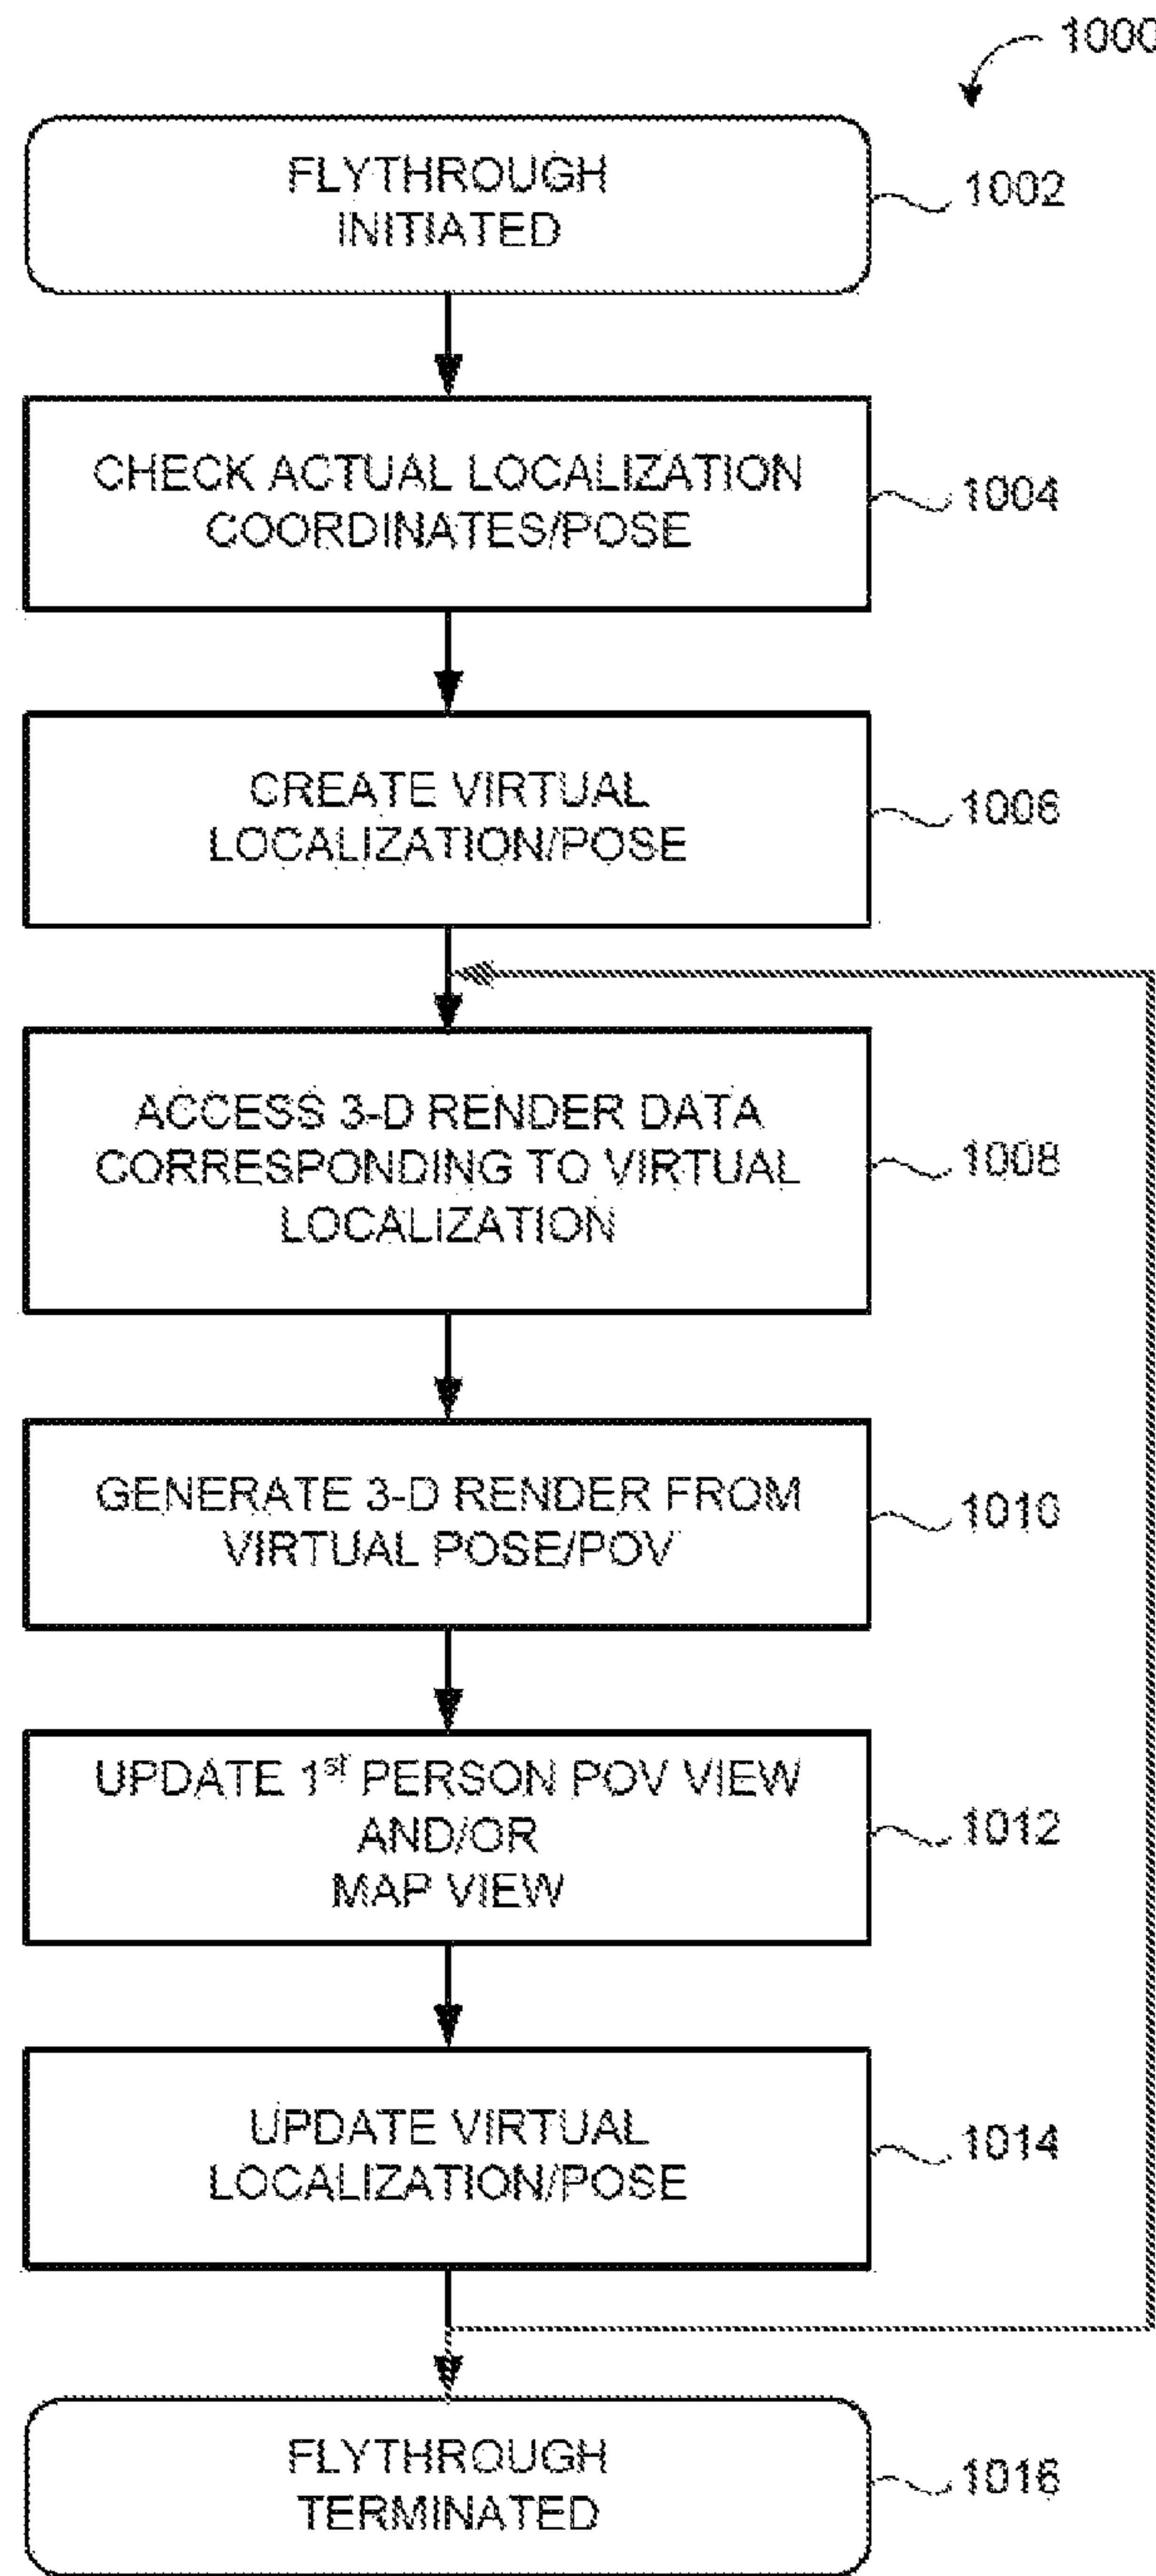 1000
FLYTHROUGH
INITIATED
1002
CHECK ACTUAL LOCALIZATION
COORDINATES/POSE
1004
CREATE VIRTUAL
LOCALIZATION/POSE
1006
ACCESS 3-D RENDER DATA
CORRESPONDING TO VIRTUAL
LOCALIZATION
1008
GENERATE 3-D RENDER FROM
VIRTUAL POSE/POV
1010
UPDATE 1st PERSON POV VIEW
AND/OR
MAP VIEW
1012
UPDATE VIRTUAL
LOCALIZATION/POSE
1014
FLYTHROUGH
TERMINATED
1016